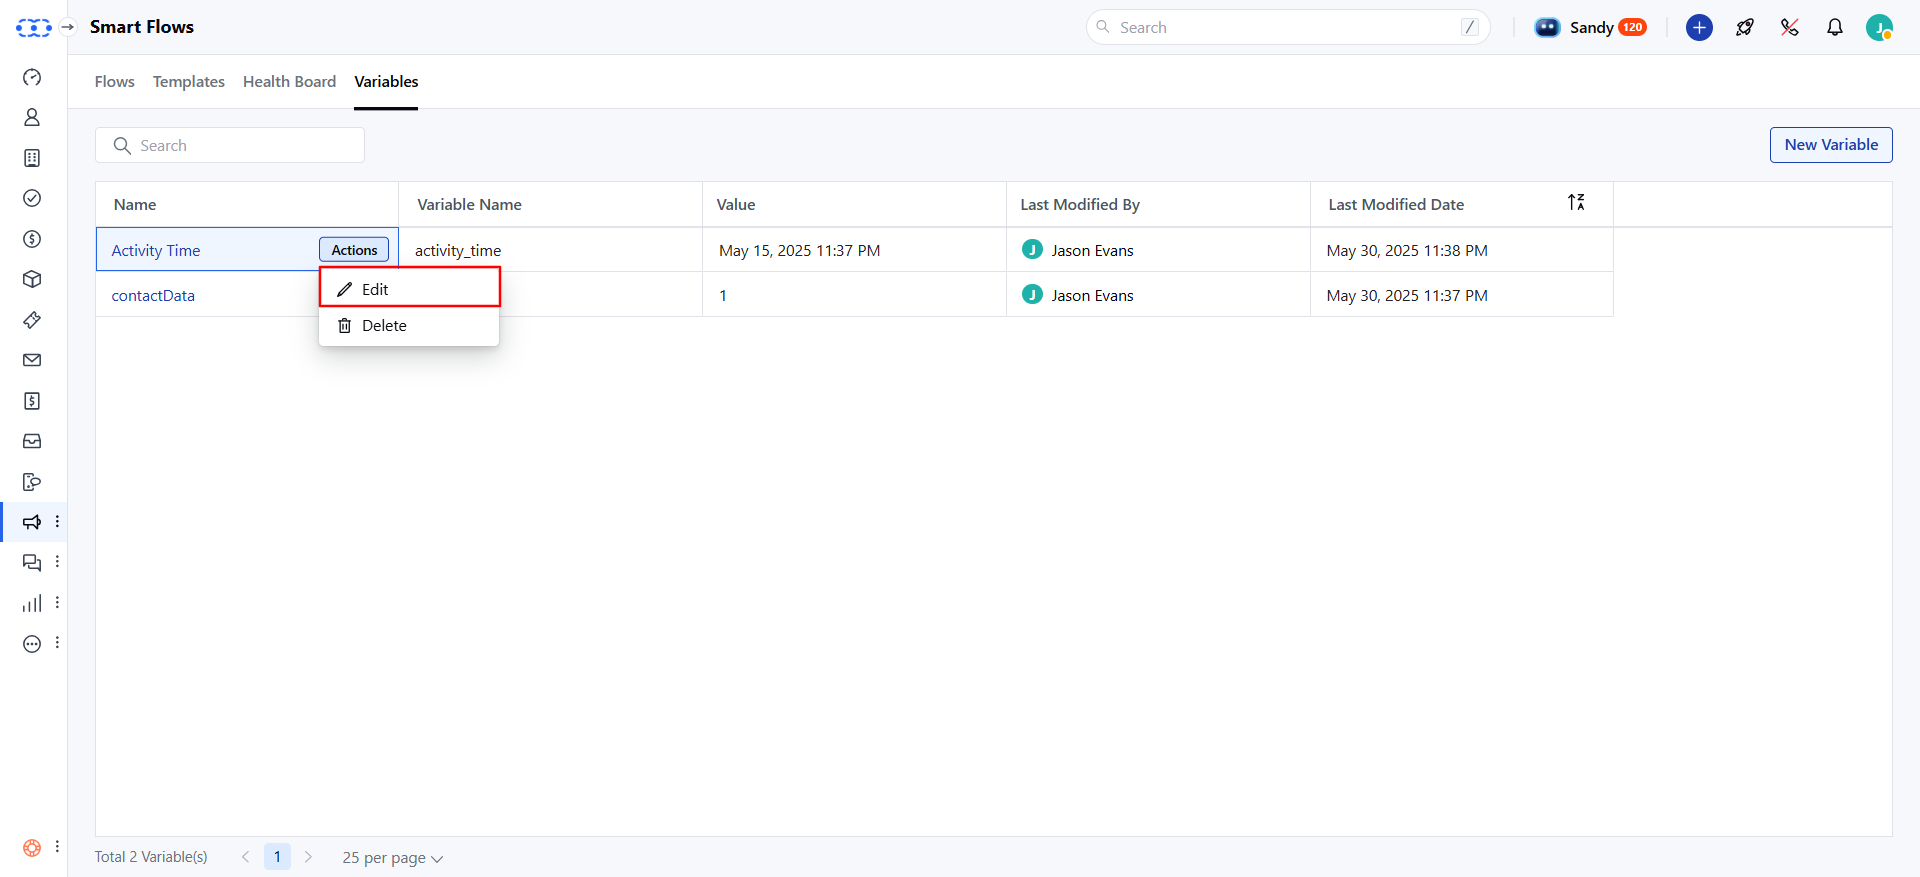 Smart Flows
Search /
Sandy 120
J
Flows Templates Health Board Variables
Search
New Variable
Name Variable Name Value Last Modified By Last Modified Date
Activity Time Actions activity_time May 15, 2025 11:37 PM J Jason Evans May 30, 2025 11:38 PM
Edit
contactData 1 J Jason Evans May 30, 2025 11:37 PM
Delete
Total 2 Variable(s) 1 25 per page